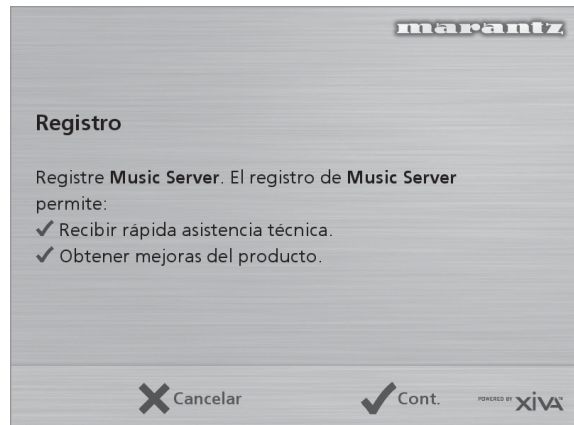 marantz
Registro
Registre Music Server. El registro de Music Server
permite:
✓ Recibir rápida asistencia técnica.
✓ Obtener mejoras del producto.
Cancelar
Cont.
POWERED BY XiVA™